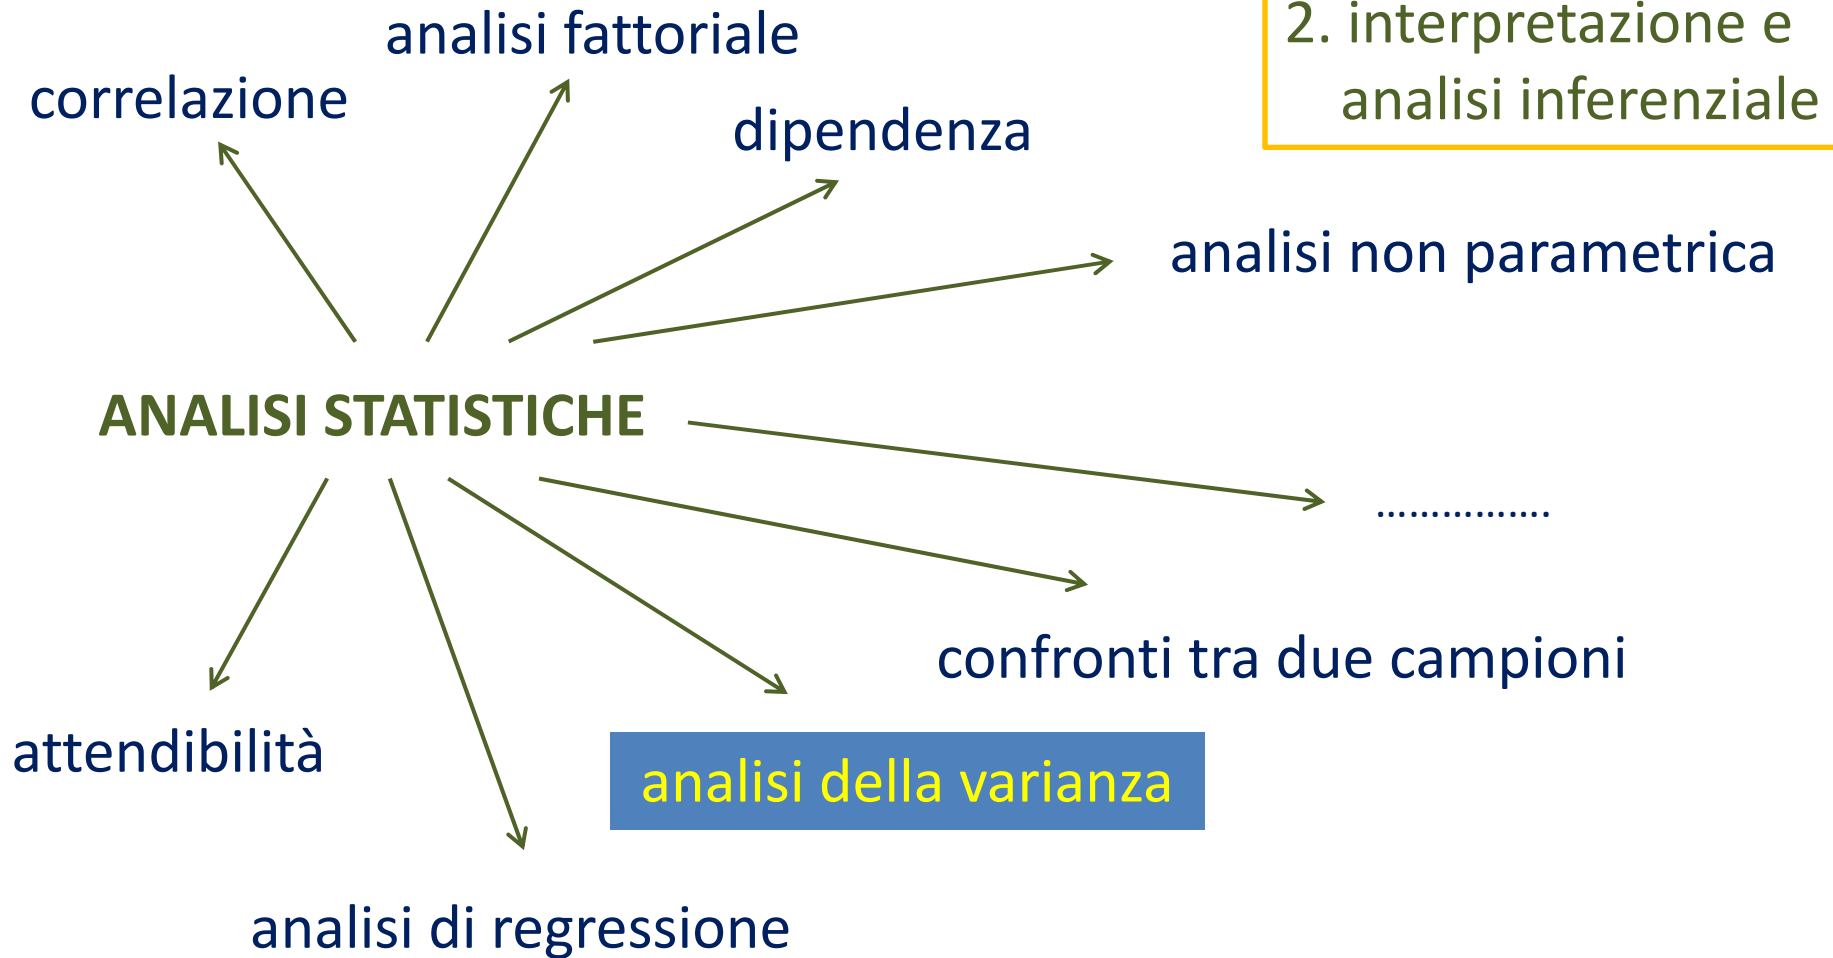 analisi fattoriale
2. interpretazione e
analisi inferenziale
correlazione
dipendenza
analisi non parametrica
ANALISI STATISTICHE
…………….
confronti tra due campioni
attendibilità
analisi della varianza
analisi di regressione